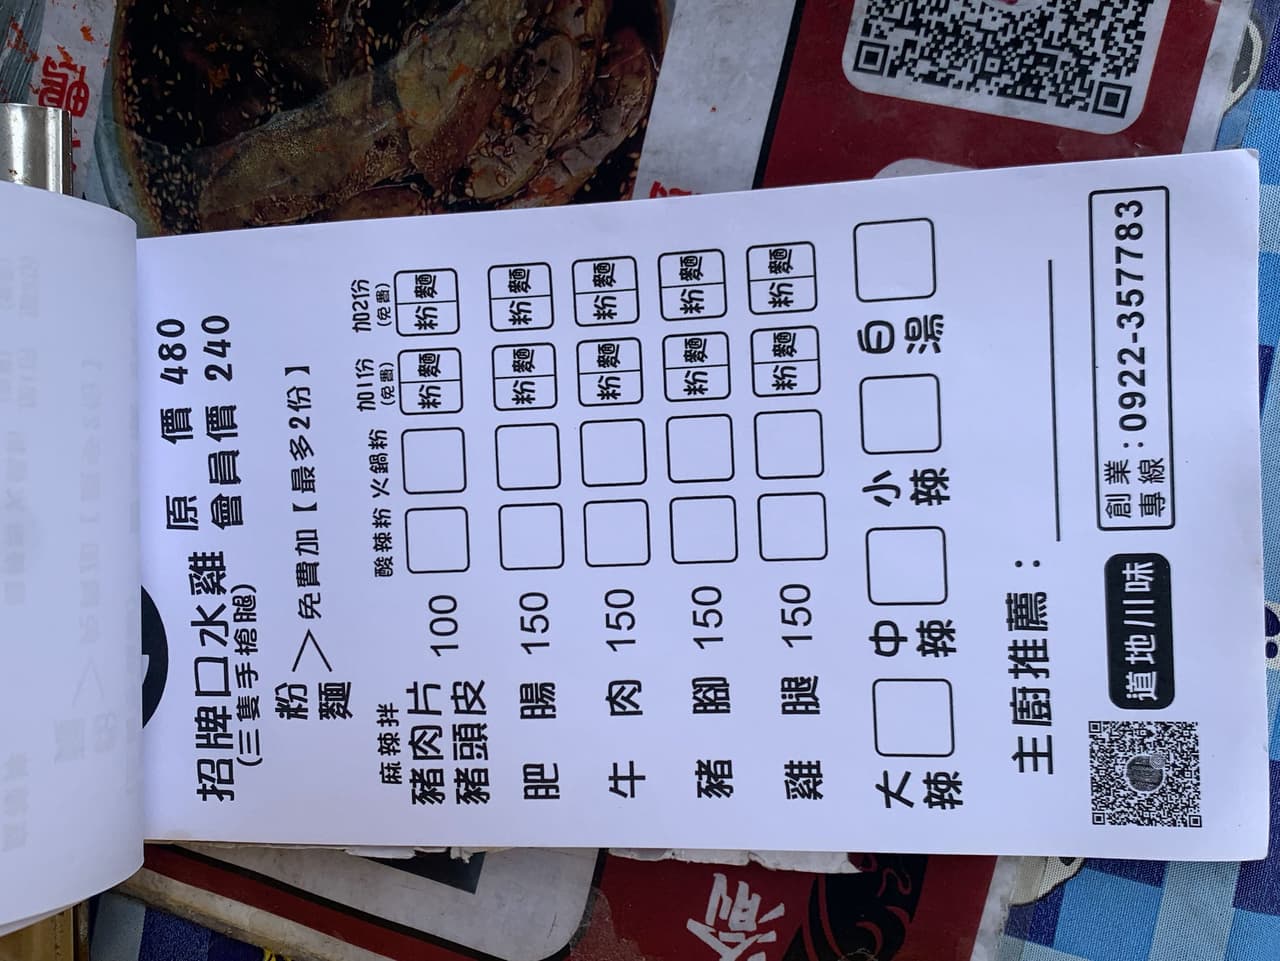 招牌口水雞 原價 480
(三隻手槍腿) 會員價 240
粉
麵 > 免費加【最多2份】
麻辣拌 酸辣粉 火鍋粉 加1份(免費) 加2份(免費)
豬肉片
豬頭皮 100 粉 麵 粉 麵
肥腸 150 粉 麵 粉 麵
牛肉 150 粉 麵 粉 麵
豬腳 150 粉 麵 粉 麵
雞腿 150 粉 麵 粉 麵
大辣 中辣 小辣 白湯
主廚推薦：
道地川味 創業專線：0922-357783